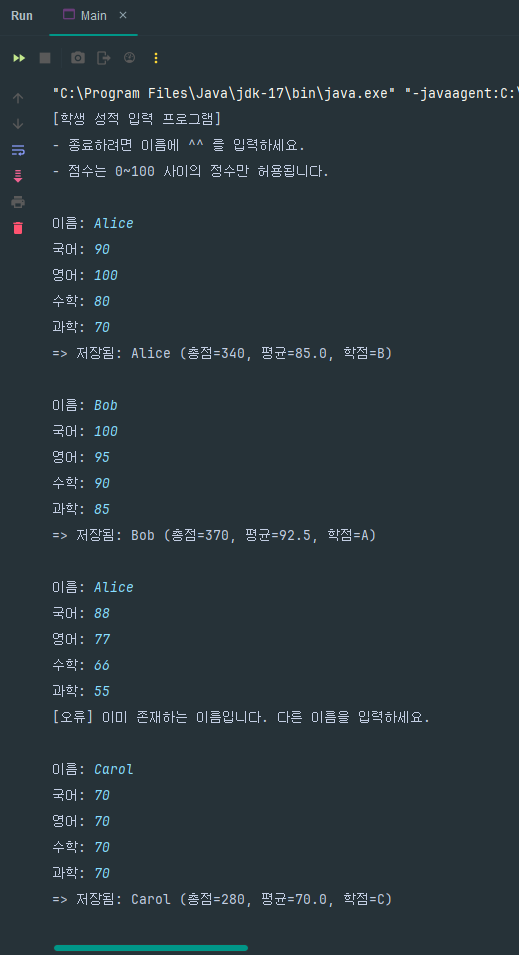 Run Main
"C:\Program Files\Java\jdk-17\bin\java.exe" "-javaagent:C:\
[학생 성적 입력 프로그램]
- 종료하려면 이름에 ^^ 를 입력하세요.
- 점수는 0~100 사이의 정수만 허용됩니다.
이름: Alice
국어: 90
영어: 100
수학: 80
과학: 70
=> 저장됨: Alice (총점=340, 평균=85.0, 학점=B)
이름: Bob
국어: 100
영어: 95
수학: 90
과학: 85
=> 저장됨: Bob (총점=370, 평균=92.5, 학점=A)
이름: Alice
국어: 88
영어: 77
수학: 66
과학: 55
[오류] 이미 존재하는 이름입니다. 다른 이름을 입력하세요.
이름: Carol
국어: 70
영어: 70
수학: 70
과학: 70
=> 저장됨: Carol (총점=280, 평균=70.0, 학점=C)